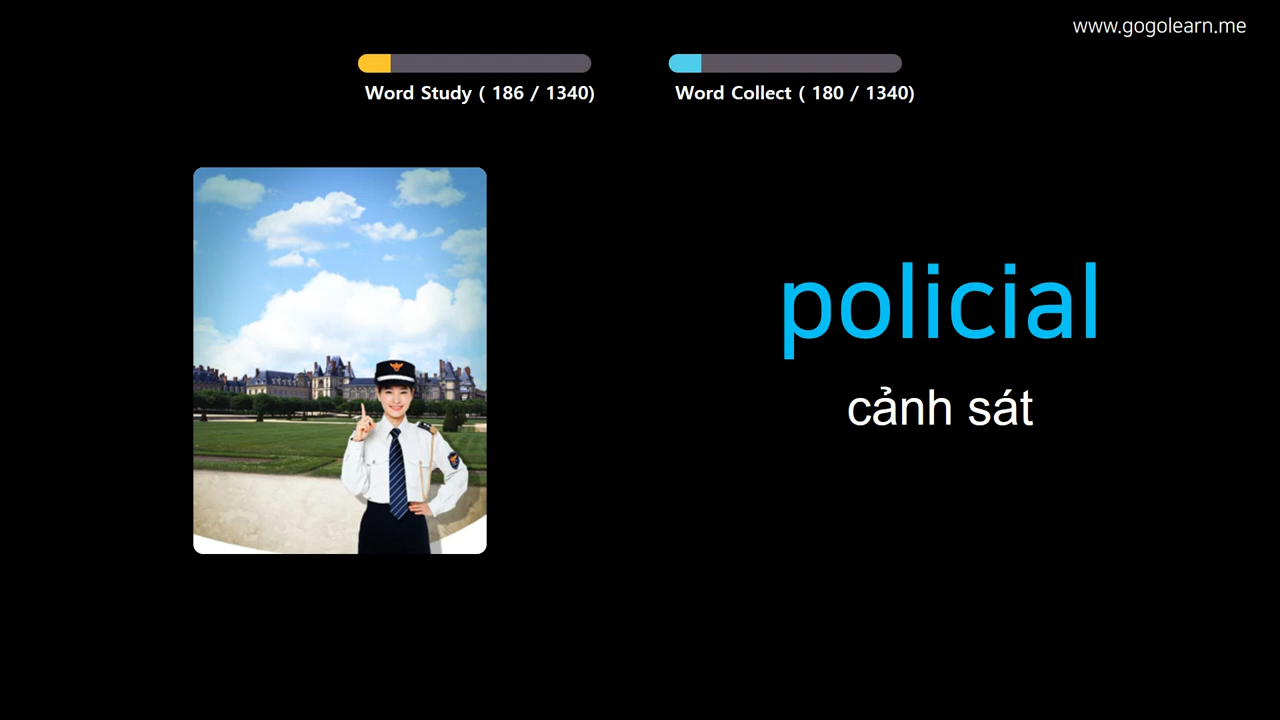 www.gogolearn.me
Word Study ( 186 / 1340)
Word Collect ( 180 / 1340)
policial
cảnh sát